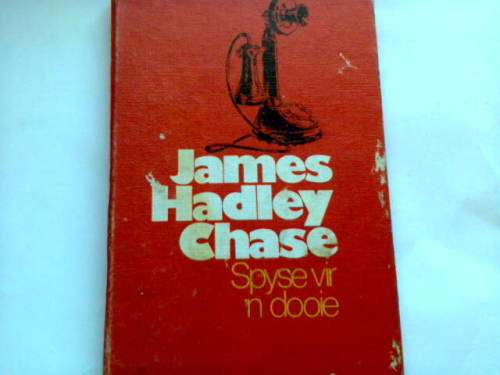 James
Hadley
Chase
Spyse vir
'n dooie